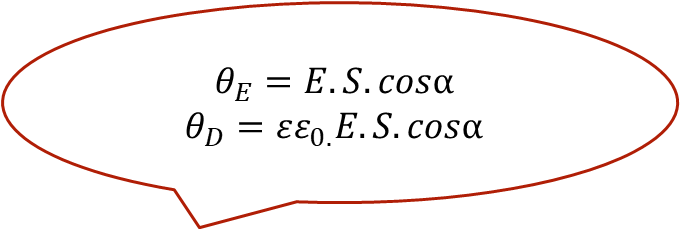 θ_E = E.S.cosα
θ_D = εε_0.E.S.cosα